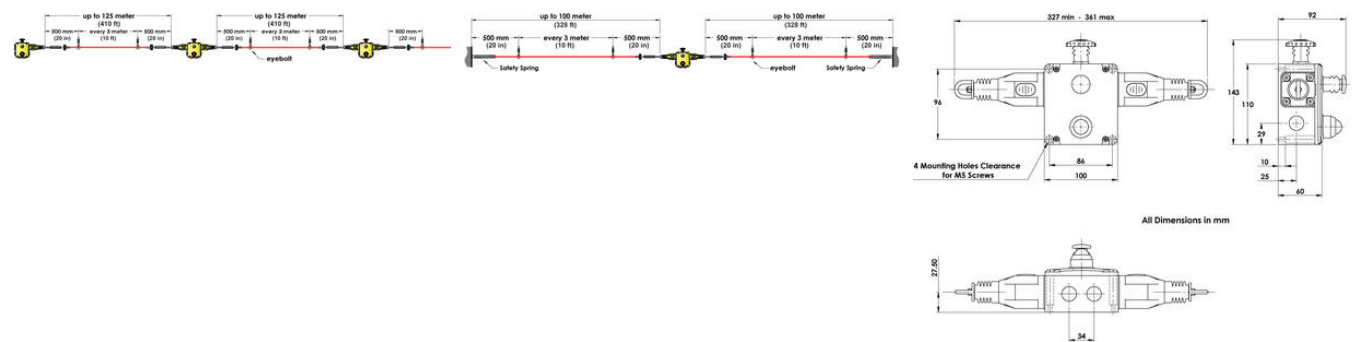 up to 125 meter
(410 ft)
500 mm
(20 in)
every 3 meter
(10 ft)
500 mm
(20 in)
up to 125 meter
(410 ft)
500 mm
(20 in)
every 3 meter
(10 ft)
500 mm
(20 in)
500 mm
(20 in)
eyebolt
up to 100 meter
(328 ft)
500 mm
(20 in)
every 3 meter
(10 ft)
500 mm
(20 in)
Safety Spring
up to 100 meter
(328 ft)
500 mm
(20 in)
every 3 meter
(10 ft)
500 mm
(20 in)
eyebolt
Safety Spring
327 min - 361 max
96
86
100
4 Mounting Holes Clearance
for M5 Screws
92
143
110
29
10
25
60
All Dimensions in mm
27.50
34